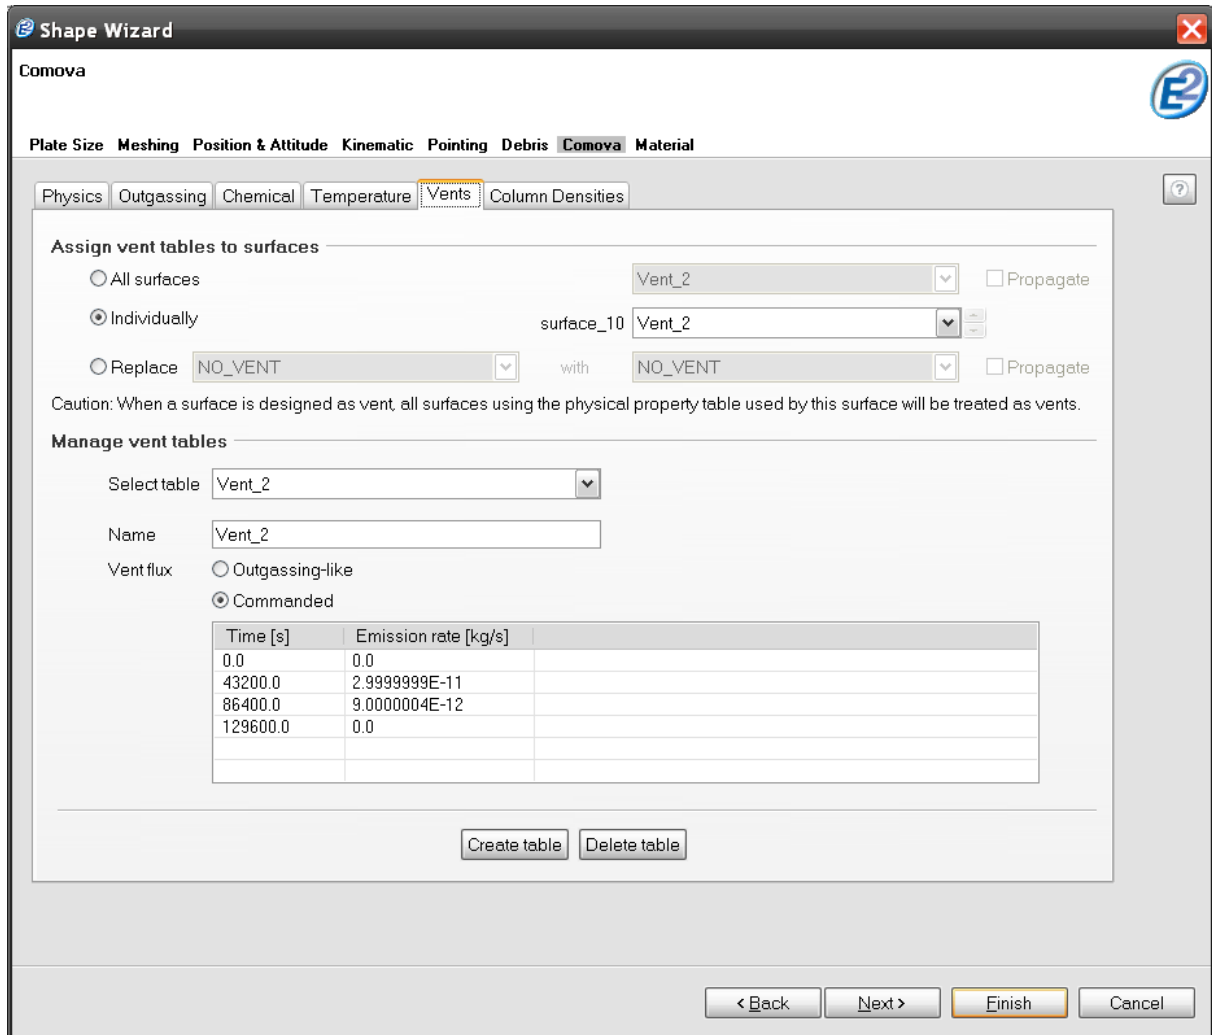 Shape Wizard
Comova
E2
Plate Size Meshing Position & Attitude Kinematic Pointing Debris Comova Material
Physics Outgassing Chemical Temperature Vents Column Densities
?
Assign vent tables to surfaces
All surfaces Vent_2 Propagate
Individually surface_10 Vent_2
Replace NO_VENT with NO_VENT Propagate
Caution: When a surface is designed as vent, all surfaces using the physical property table used by this surface will be treated as vents.
Manage vent tables
Select table Vent_2
Name Vent_2
Vent flux Outgassing-like
Commanded
Time [s] Emission rate [kg/s]
0.0 0.0
43200.0 2.9999999E-11
86400.0 9.0000004E-12
129600.0 0.0
Create table Delete table
< Back Next > Finish Cancel